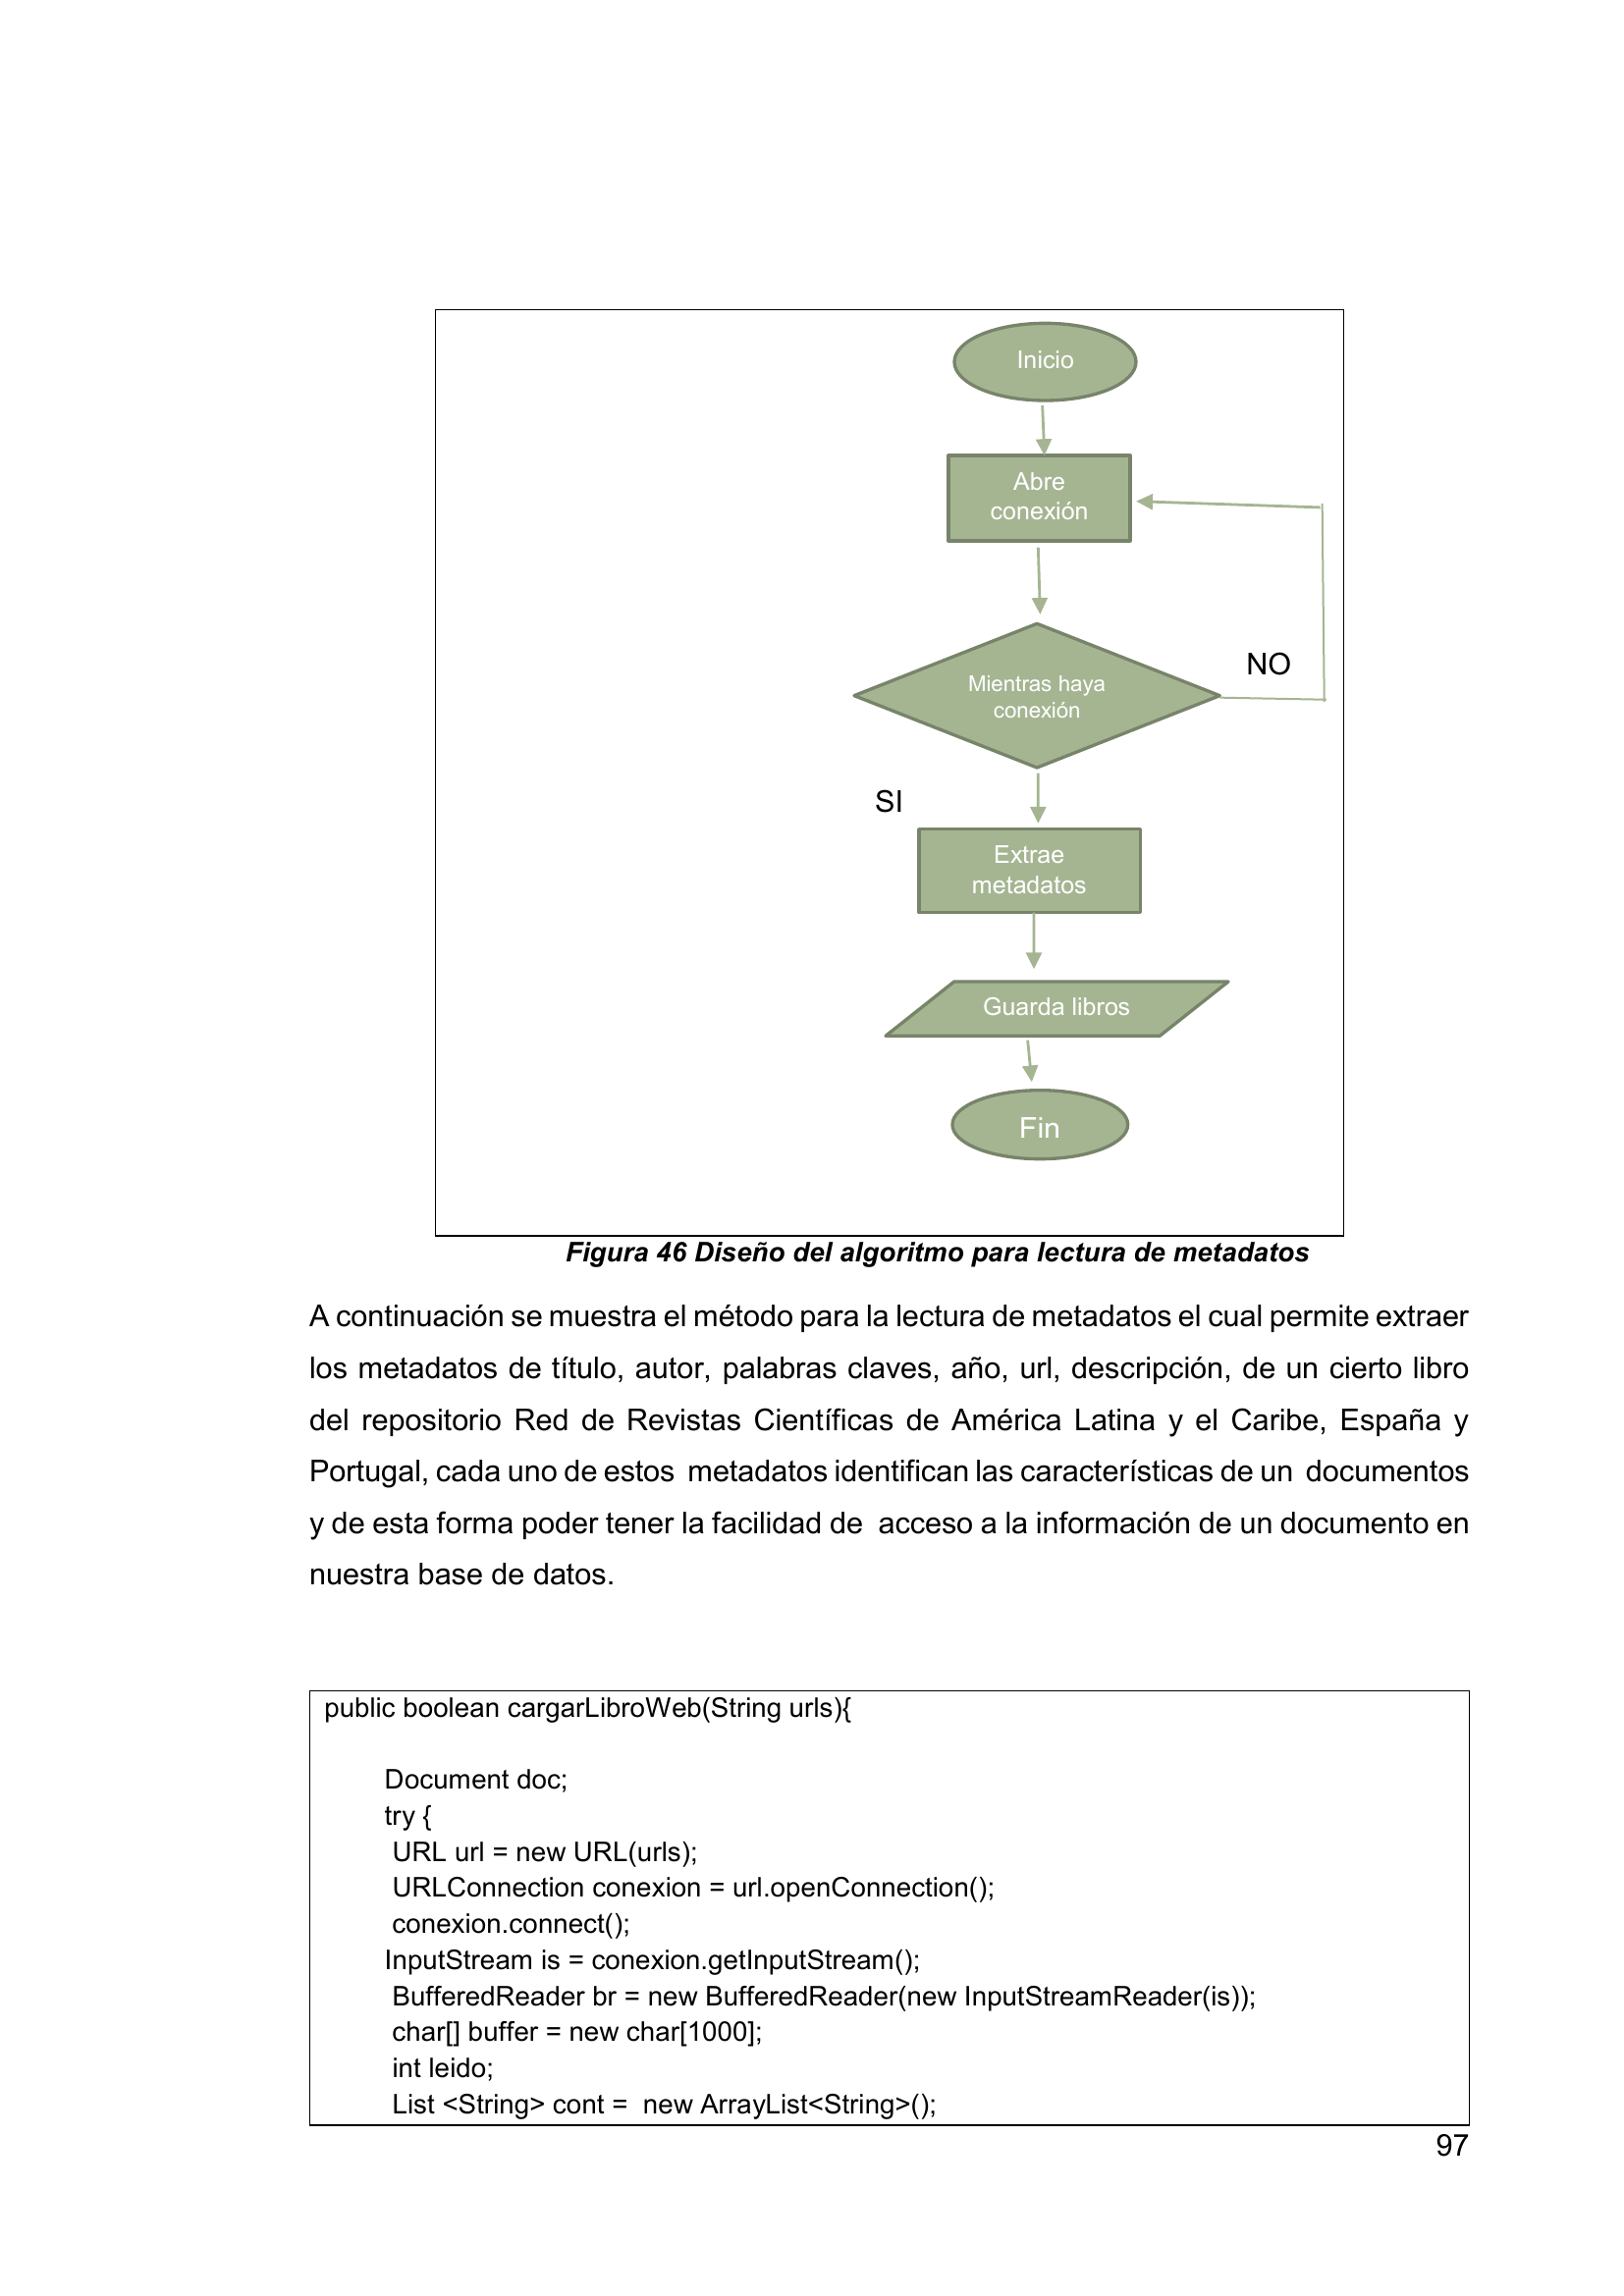 Inicio
Abre
conexión
Mientras haya
conexión
NO
SI
Extrae
metadatos
Guarda libros
Fin
Figura 46 Diseño del algoritmo para lectura de metadatos
A continuación se muestra el método para la lectura de metadatos el cual permite extraer
los metadatos de título, autor, palabras claves, año, url, descripción, de un cierto libro
del repositorio Red de Revistas Científicas de América Latina y el Caribe, España y
Portugal, cada uno de estos metadatos identifican las características de un documentos
y de esta forma poder tener la facilidad de acceso a la información de un documento en
nuestra base de datos.
public boolean cargarLibroWeb(String urls){
Document doc;
try {
URL url = new URL(urls);
URLConnection conexion = url.openConnection();
conexion.connect();
InputStream is = conexion.getInputStream();
BufferedReader br = new BufferedReader(new InputStreamReader(is));
char[] buffer = new char[1000];
int leido;
List <String> cont = new ArrayList<String>();
97